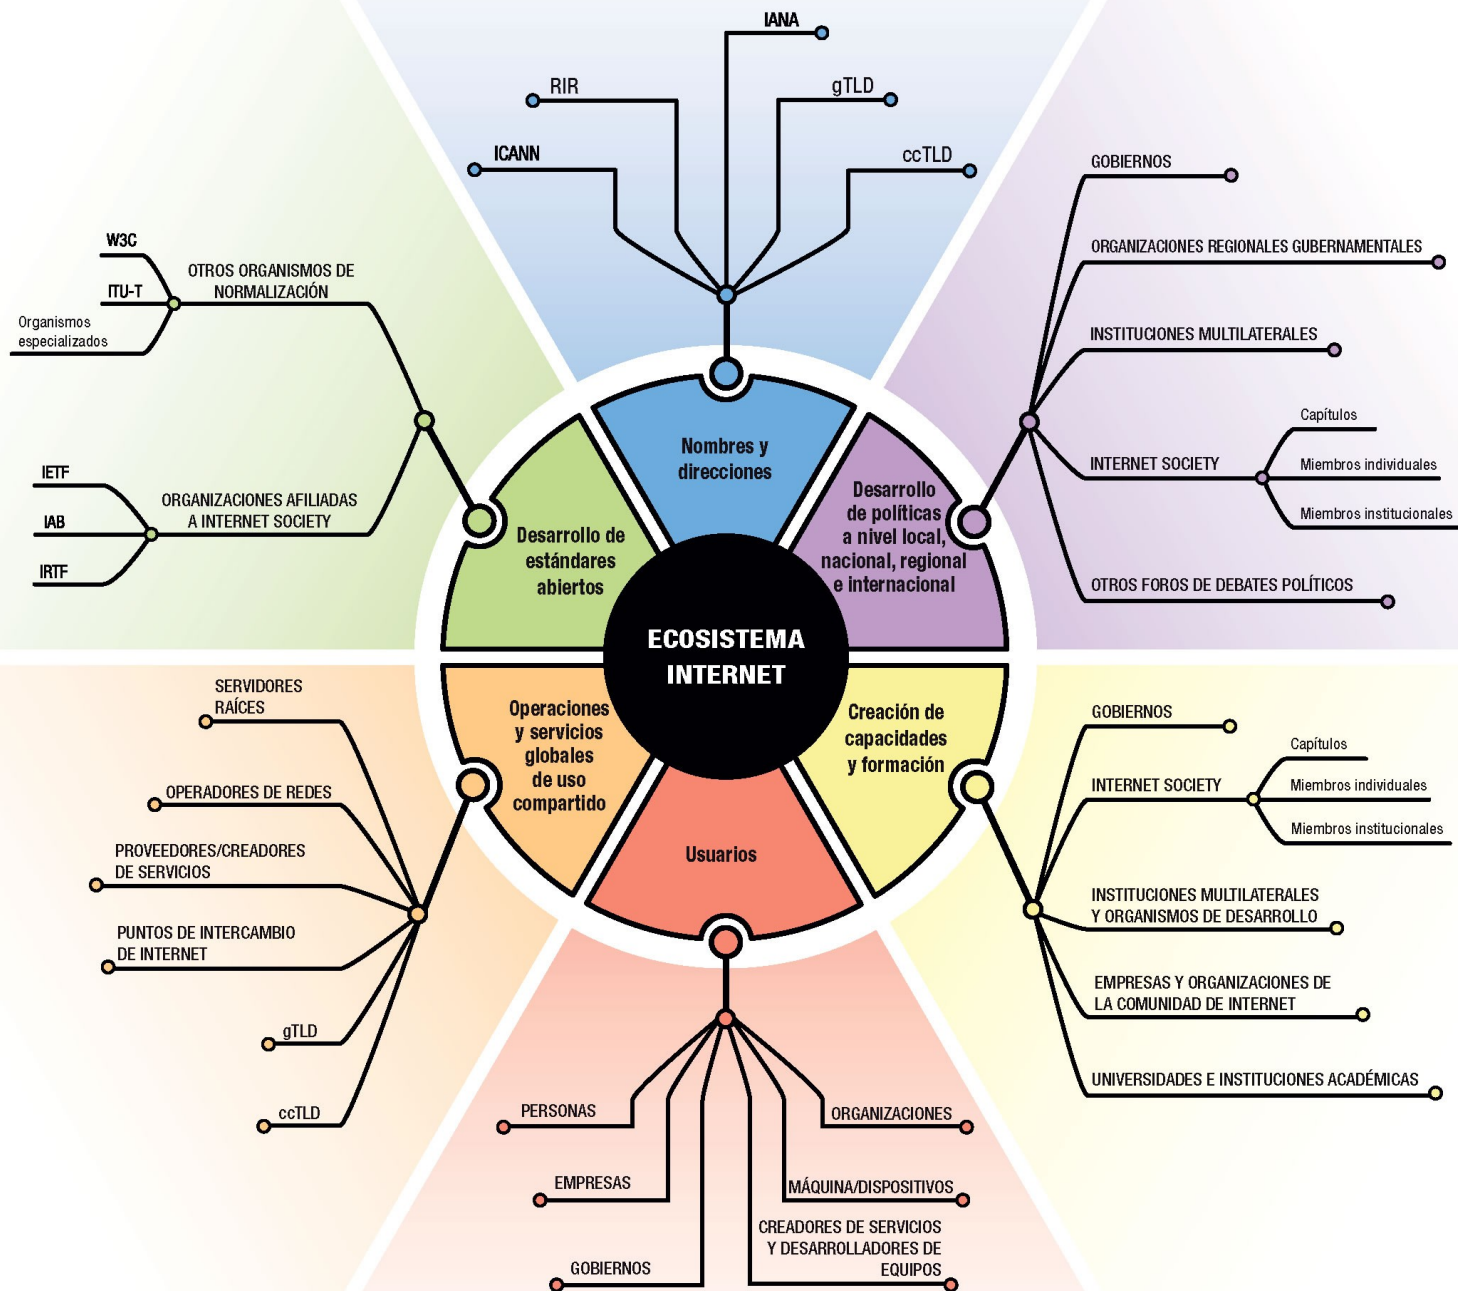 IANA
RIR
gTLD
ICANN
ccTLD
GOBIERNOS
ORGANIZACIONES REGIONALES GUBERNAMENTALES
INSTITUCIONES MULTILATERALES
Capítulos
INTERNET SOCIETY
Miembros individuales
Miembros institucionales
OTROS FOROS DE DEBATES POLÍTICOS
W3C
OTROS ORGANISMOS DE
NORMALIZACIÓN
ITU-T
Organismos
especializados
IETF
ORGANIZACIONES AFILIADAS
A INTERNET SOCIETY
IAB
IRTF
Nombres y
direcciones
Desarrollo
de políticas
a nivel local,
nacional, regional
e internacional
Desarrollo de
estándares
abiertos
ECOSISTEMA
INTERNET
Operaciones
y servicios
globales
de uso
compartido
Creación de
capacidades
y formación
Usuarios
SERVIDORES
RAÍCES
OPERADORES DE REDES
PROVEEDORES/CREADORES
DE SERVICIOS
PUNTOS DE INTERCAMBIO
DE INTERNET
gTLD
ccTLD
GOBIERNOS
Capítulos
INTERNET SOCIETY
Miembros individuales
Miembros institucionales
INSTITUCIONES MULTILATERALES
Y ORGANISMOS DE DESARROLLO
EMPRESAS Y ORGANIZACIONES DE
LA COMUNIDAD DE INTERNET
UNIVERSIDADES E INSTITUCIONES ACADÉMICAS
PERSONAS
ORGANIZACIONES
EMPRESAS
MÁQUINA/DISPOSITIVOS
GOBIERNOS
CREADORES DE SERVICIOS
Y DESARROLLADORES DE
EQUIPOS